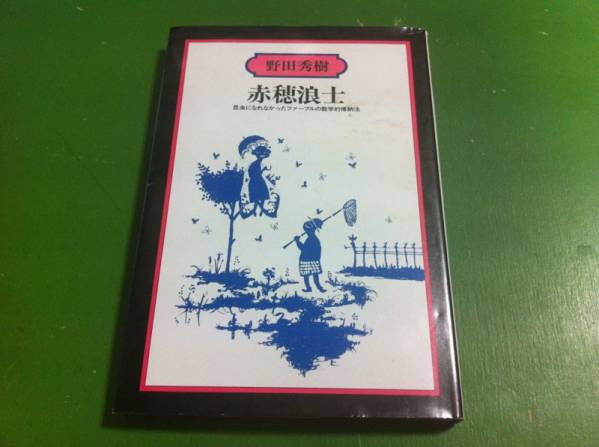 野田秀樹
赤穂浪士
昆虫になれなかったファーブルの数学的帰納法